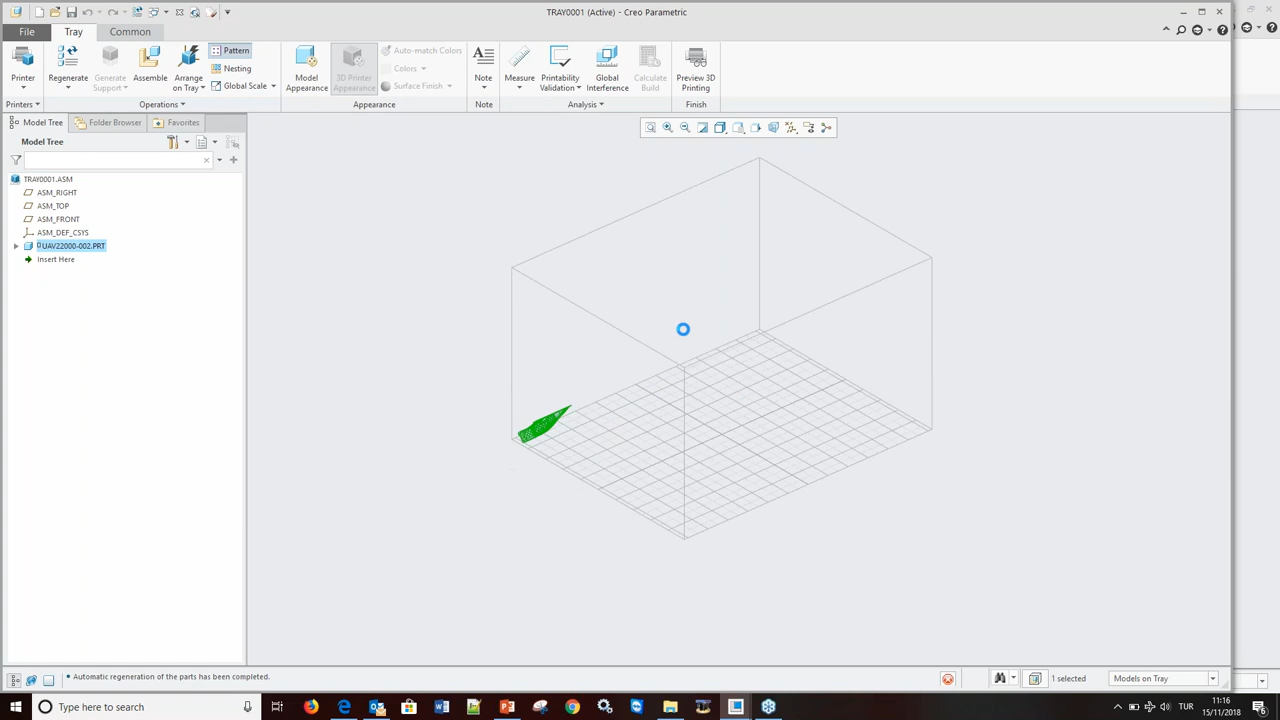 TRAY0001 (Active) - Creo Parametric
File
Tray
Common
Printer
Regenerate
Generate Support
Assemble
Arrange on Tray
Pattern
Nesting
Global Scale
Model Appearance
3D Printer Appearance
Auto-match Colors
Colors
Surface Finish
Note
Measure
Printability Validation
Global Interference
Calculate Build
Preview 3D Printing
Printers
Operations
Appearance
Note
Analysis
Finish
Model Tree
Folder Browser
Favorites
Model Tree
TRAY0001.ASM
ASM_RIGHT
ASM_TOP
ASM_FRONT
ASM_DEF_CSYS
UAV22000-002.PRT
Insert Here
• Automatic regeneration of the parts has been completed.
1 selected
Models on Tray
Type here to search
TUR
11:16
15/11/2018